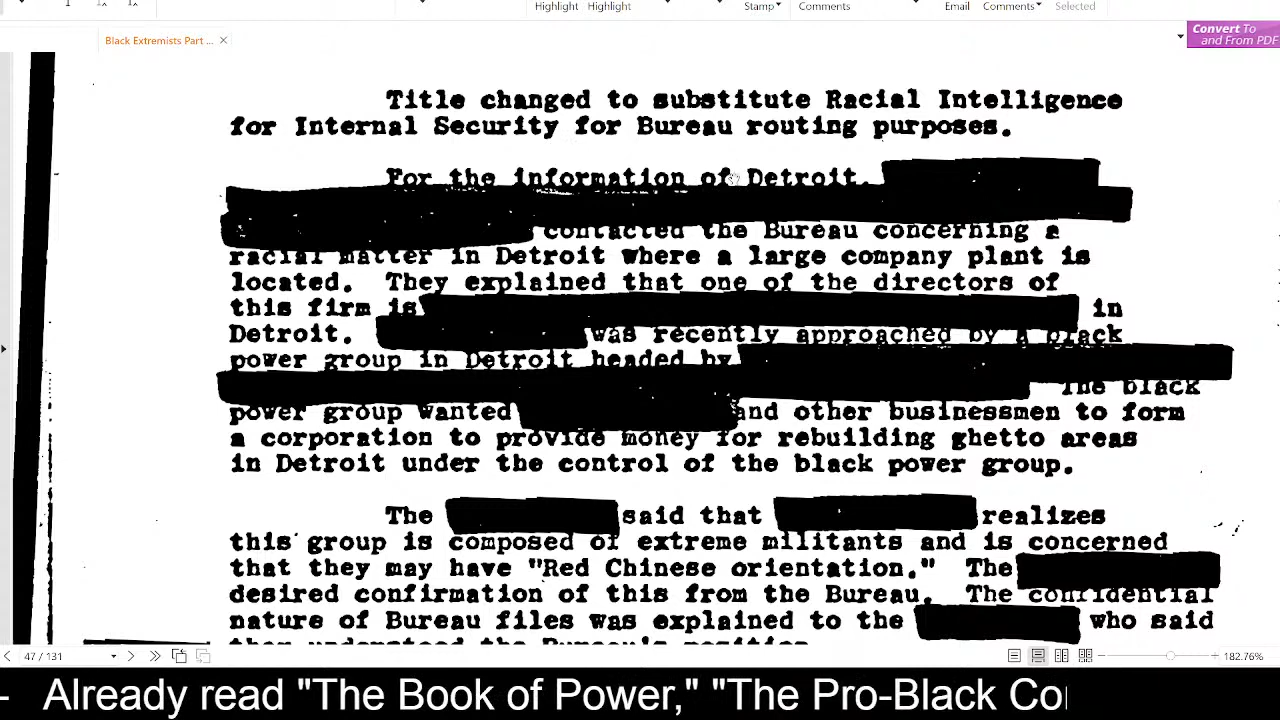 Highlight Highlight Stamp Comments Email Comments Selected
Black Extremists Part ...
Convert To
and From PDF
Title changed to substitute Racial Intelligence
for Internal Security for Bureau routing purposes.
For the information of Detroit,
contacted the Bureau concerning a
racial matter in Detroit where a large company plant is
located. They explained that one of the directors of
this firm is in
Detroit. was recently approached by a black
power group in Detroit headed by
The black
power group wanted and other businessmen to form
a corporation to provide money for rebuilding ghetto areas
in Detroit under the control of the black power group.
The said that realizes
this group is composed of extreme militants and is concerned
that they may have "Red Chinese orientation." The
desired confirmation of this from the Bureau. The confidential
nature of Bureau files was explained to the who said
they understood the Bureau's position
47 / 131
182.76%
- Already read "The Book of Power," "The Pro-Black Co